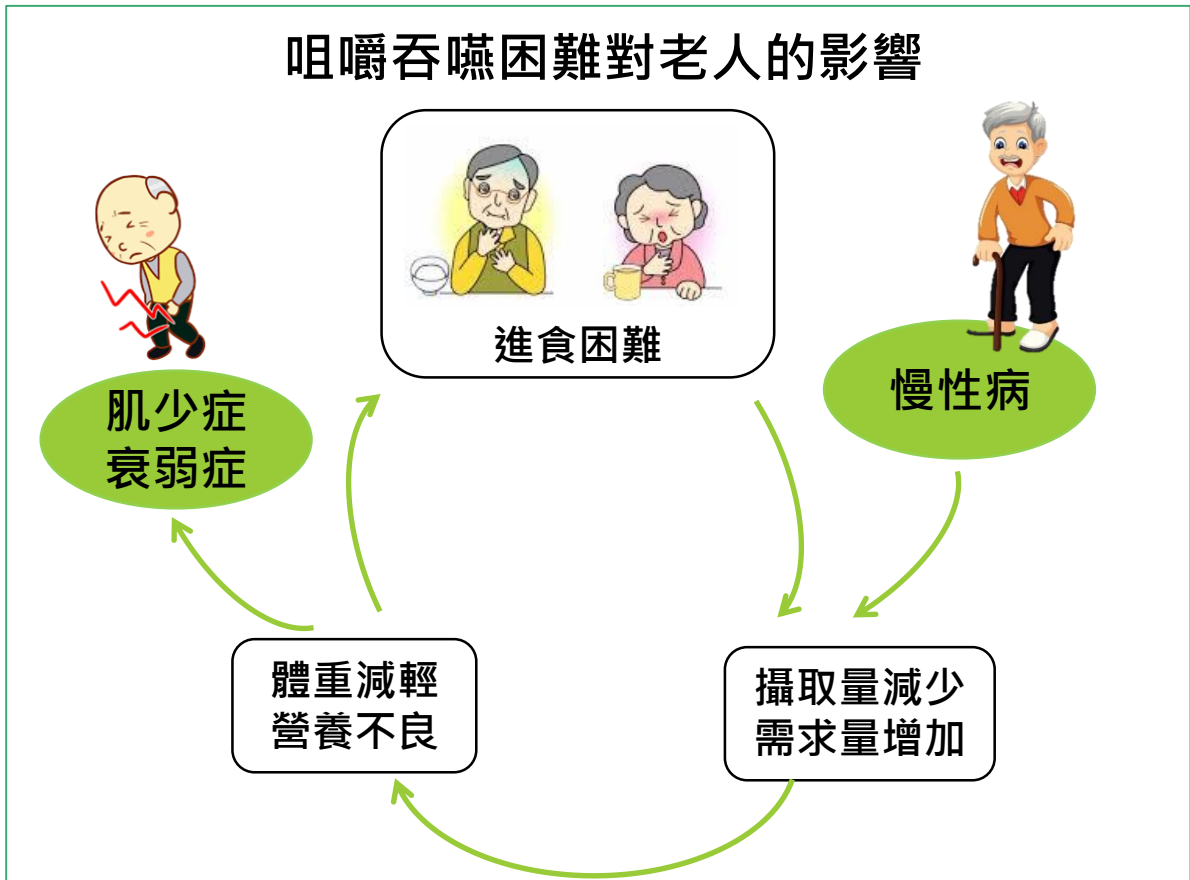 咀嚼吞嚥困難對老人的影響
進食困難
慢性病
肌少症
衰弱症
體重減輕
營養不良
攝取量減少
需求量增加